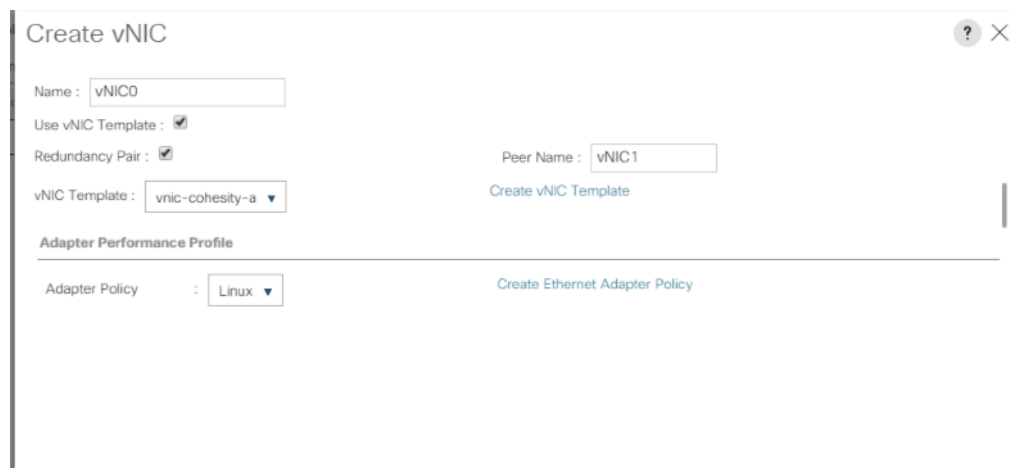 Create vNIC
?
Name : vNIC0
Use vNIC Template :
Redundancy Pair : Peer Name : vNIC1
vNIC Template : vnic-cohesity-a Create vNIC Template
Adapter Performance Profile
Adapter Policy : Linux Create Ethernet Adapter Policy